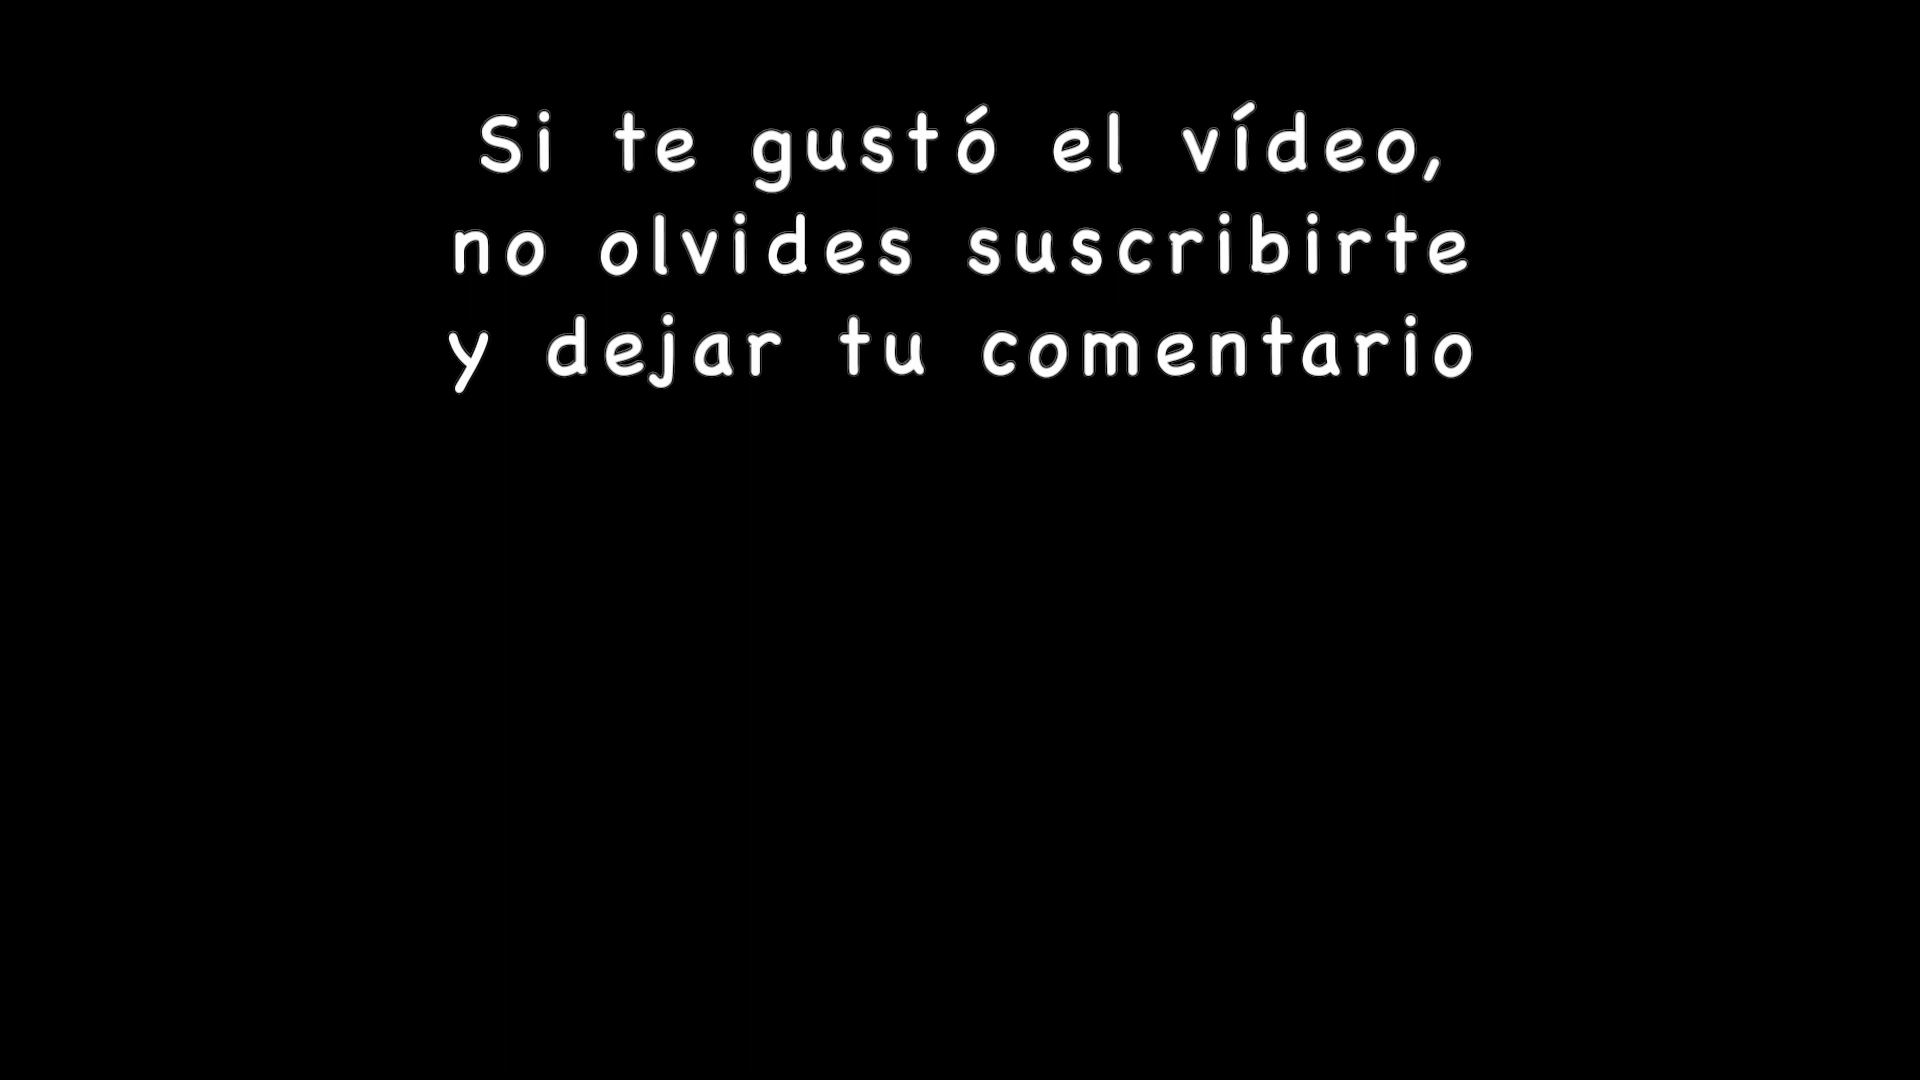 Si te gustó el vídeo,
no olvides suscribirte
y dejar tu comentario